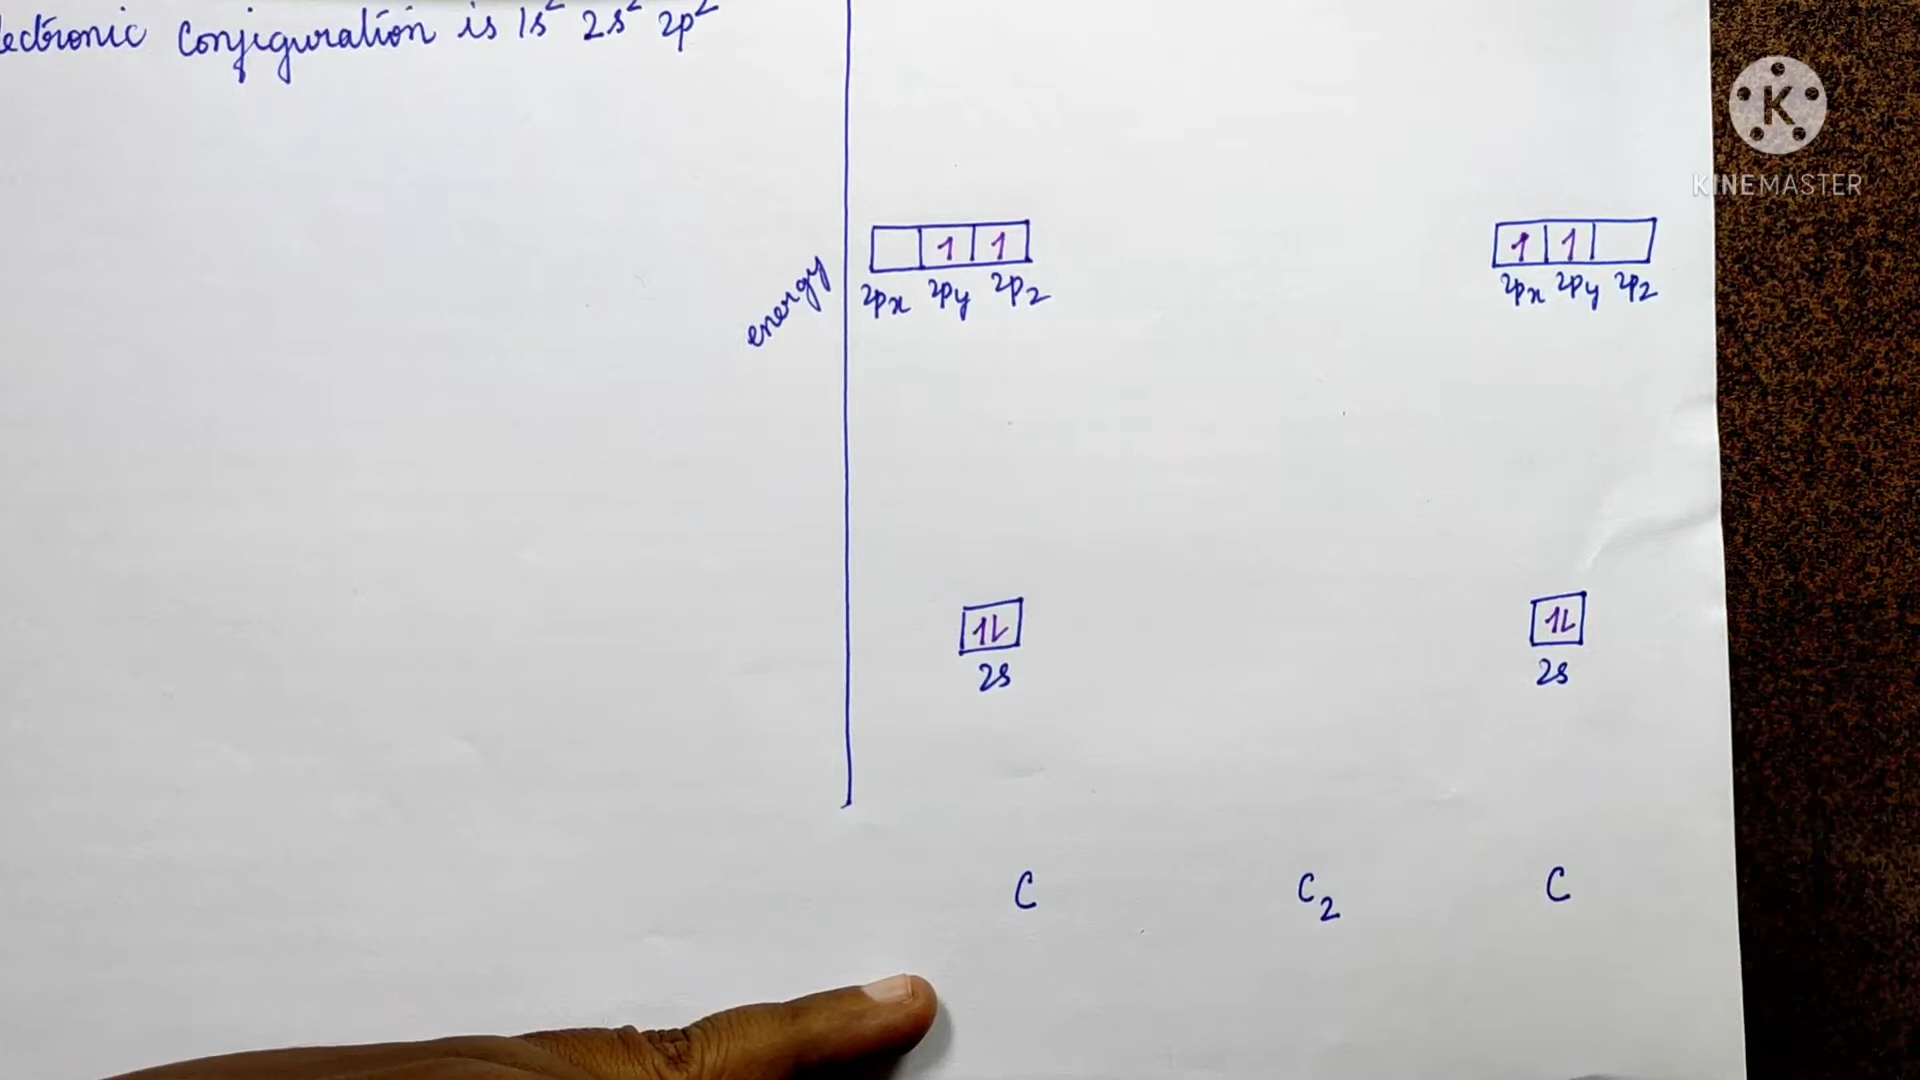 lectronic configuration is 1s² 2s² 2p²
K
KINEMASTER
energy
1 1
1 1
2px 2py 2pz
2px 2py 2pz
1L
1L
2s
2s
C C₂ C